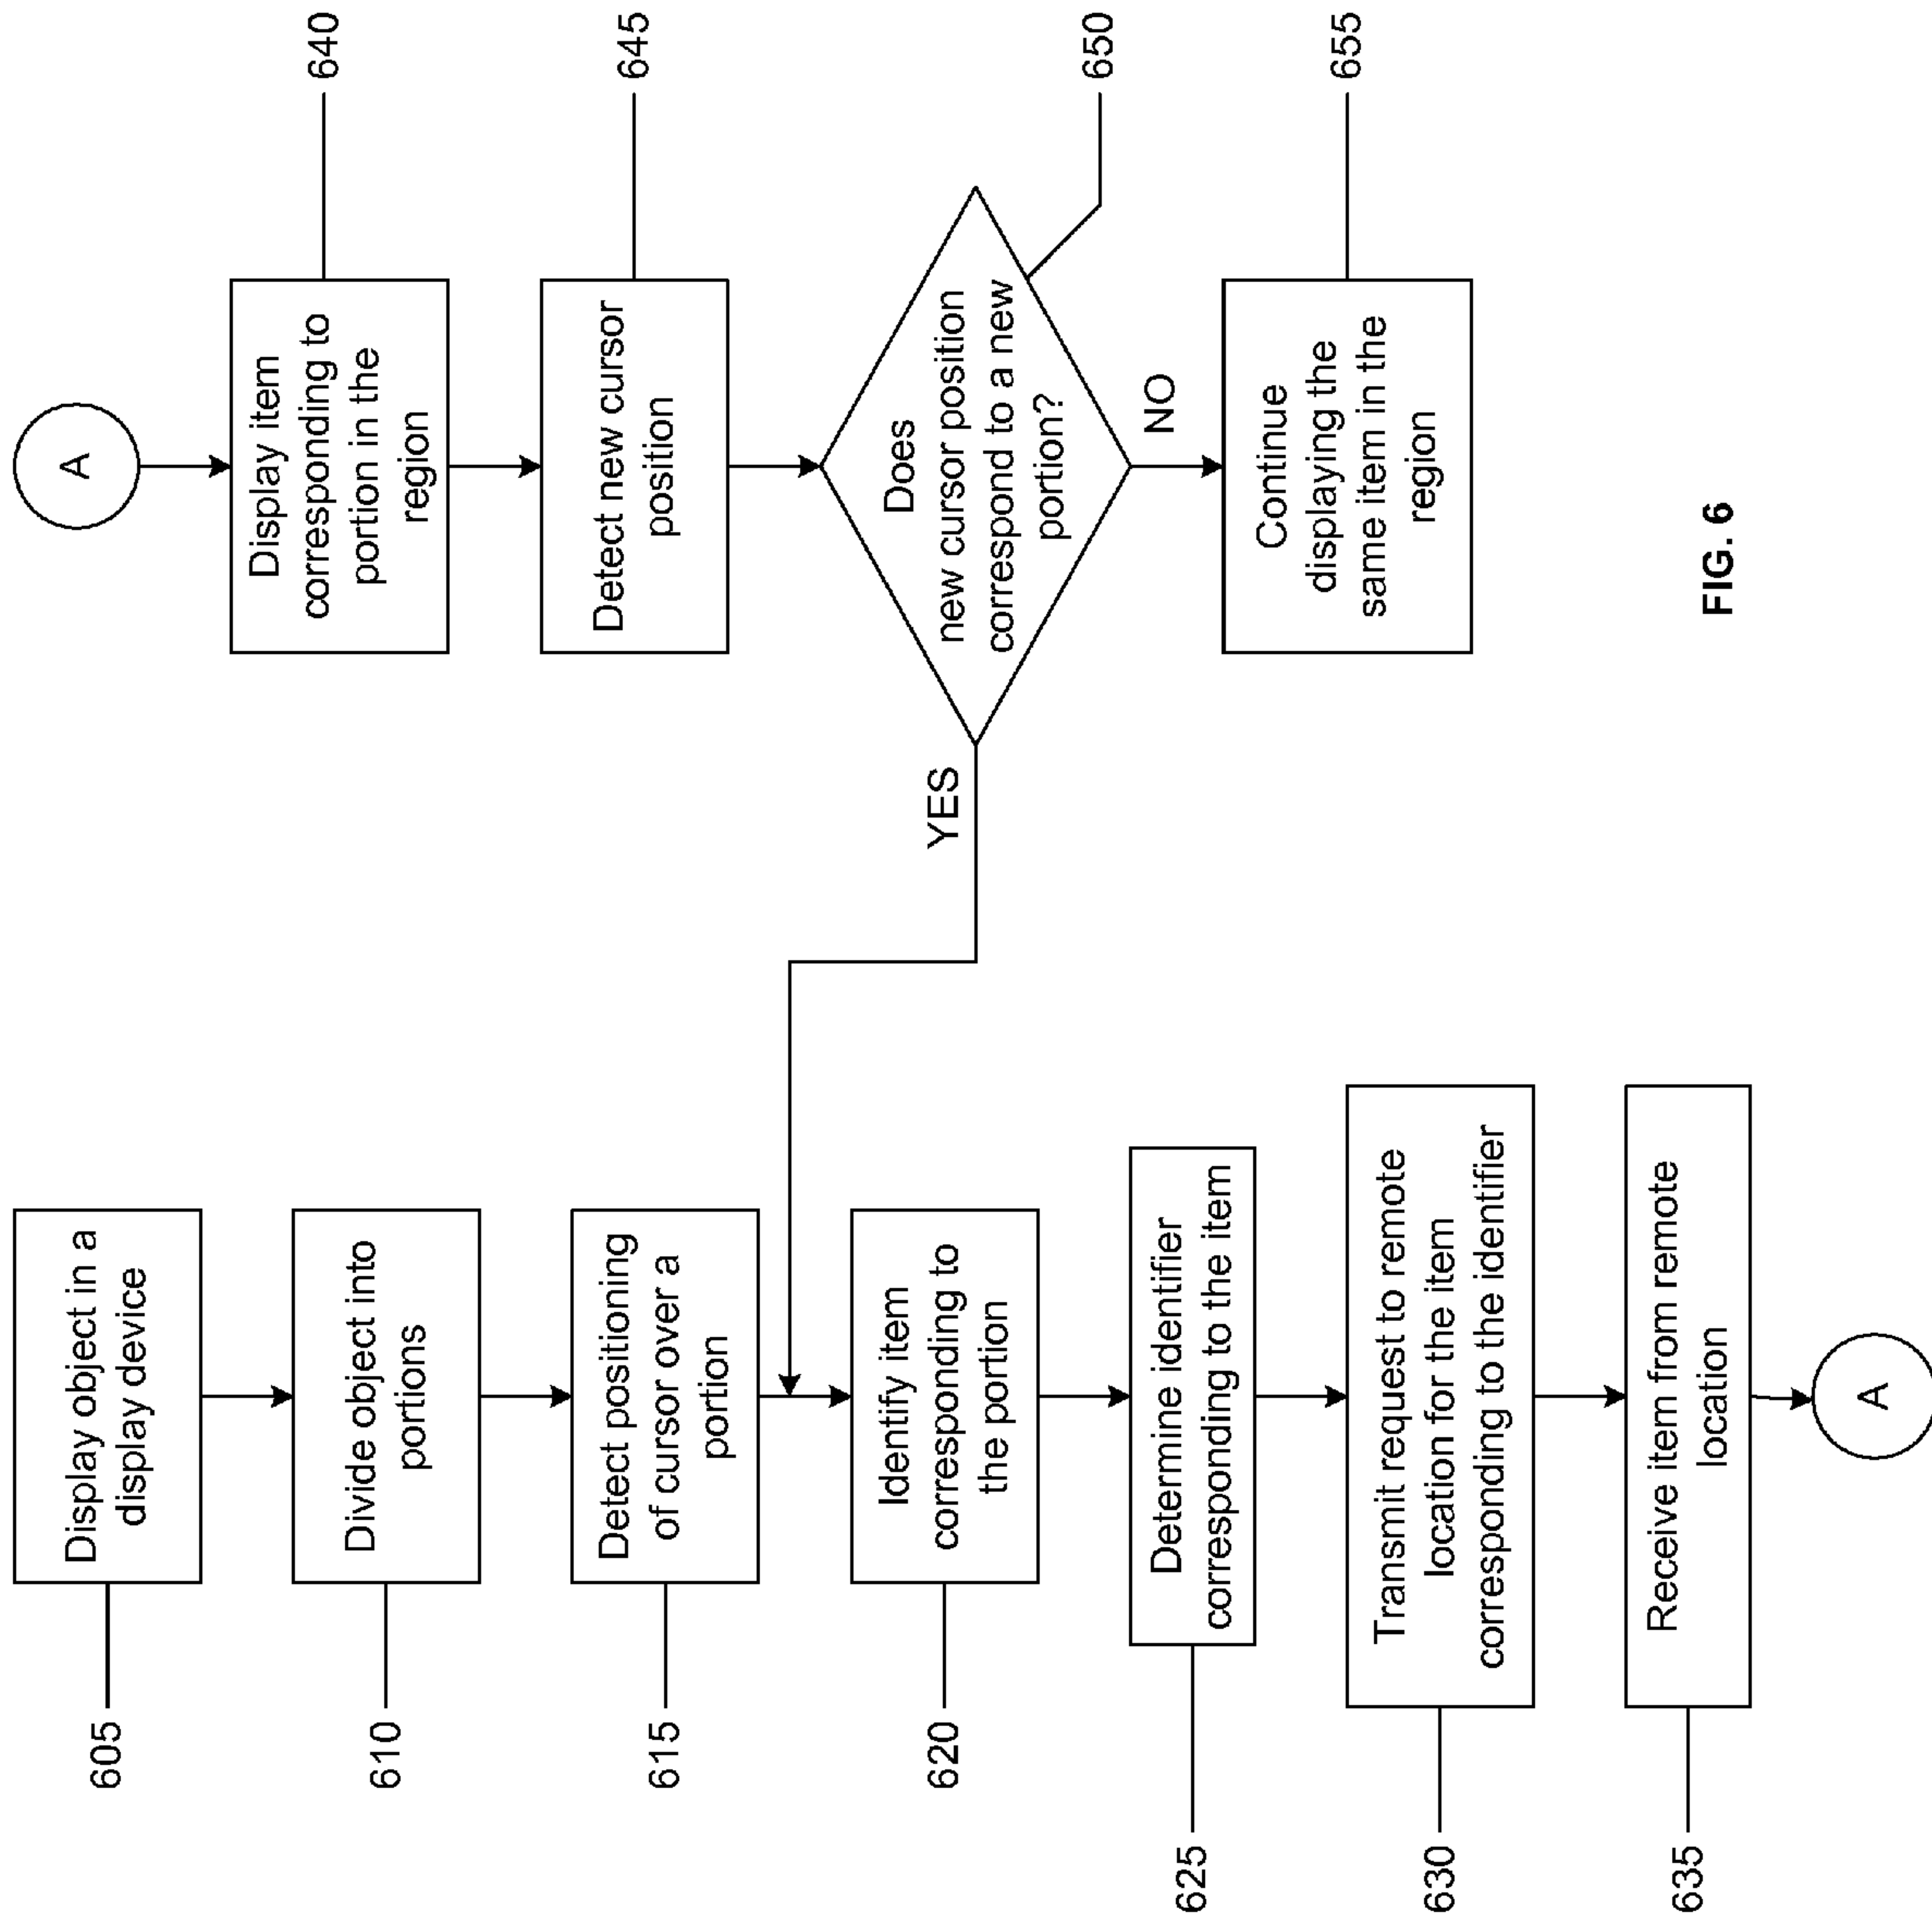 605
Display object in a
display device
610
Divide object into
portions
615
Detect positioning
of cursor over a
portion
620
Identify item
corresponding to
the portion
625
Determine identifier
corresponding to the item
630
Transmit request to remote
location for the item
corresponding to the identifier
635
Receive item from remote
location
A
A
Display item
corresponding to
portion in the
region
640
Detect new cursor
position
645
Does
new cursor position
correspond to a new
portion?
650
YES
NO
Continue
displaying the
same item in the
region
655
FIG. 6